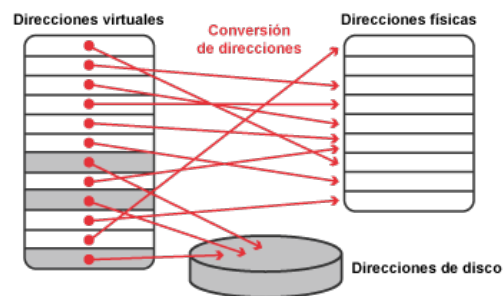 Direcciones virtuales
Conversión
de direcciones
Direcciones físicas
Direcciones de disco